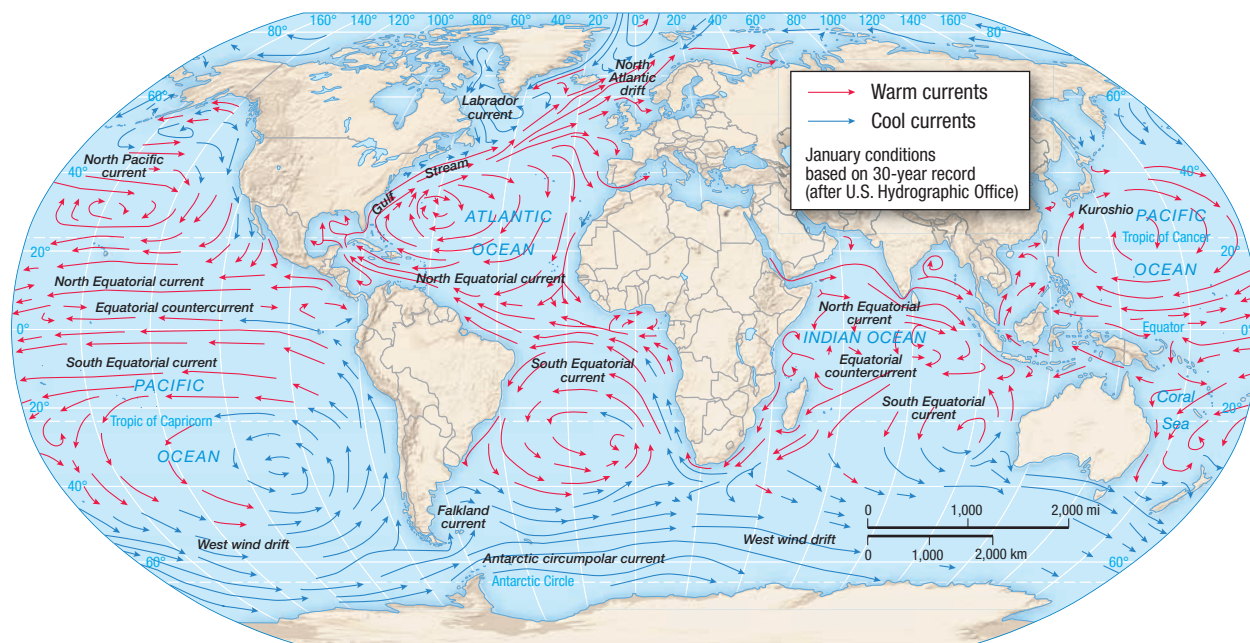 160° 140° 120° 100° 80° 60° 40° 20° 0° 20° 40° 60° 80° 100° 120° 140° 160°
80°
80°
North
Atlantic
drift
Warm currents
Cool currents
January conditions
based on 30-year record
(after U.S. Hydrographic Office)
60°
60°
Labrador
current
North Pacific
current
40°
40°
Gulf Stream
ATLANTIC
OCEAN
Kuroshio
PACIFIC
Tropic of Cancer
OCEAN
20°
20°
North Equatorial current
North Equatorial current
Equatorial countercurrent
North Equatorial
current
0°
Equator
0°
INDIAN OCEAN
South Equatorial current
South Equatorial
current
Equatorial
countercurrent
PACIFIC
South Equatorial
current
Coral
Sea
20°
20°
Tropic of Capricorn
OCEAN
40°
40°
Falkland
current
0 1,000 2,000 mi
0 1,000 2,000 km
West wind drift
West wind drift
Antarctic circumpolar current
60°
60°
Antarctic Circle